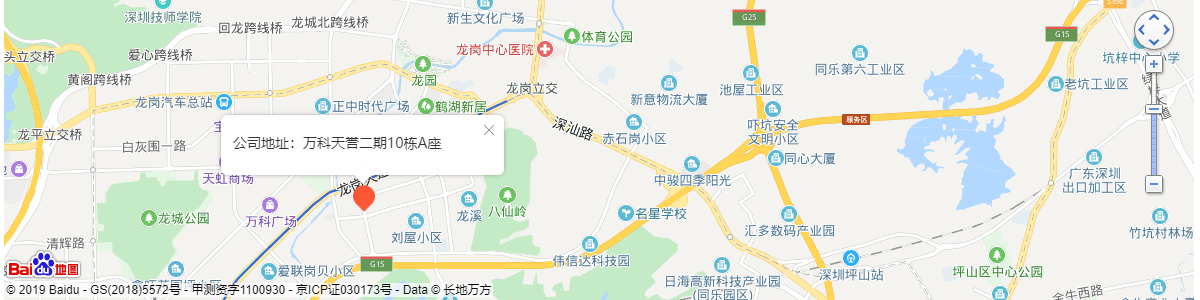 深圳技师学院
新生文化广场
G25
S356
回龙跨线桥
龙城北跨线桥
体育公园
G15
龙岗中心医院
头立交桥
爱心跨线桥
黄阁跨线桥
龙园
同乐第六工业区
老坑工业区
龙岗立交
池屋工业区
新意物流大厦
龙岗汽车总站
正中时代广场
鹤湖新居
吓坑安全
文明小区
服务区
龙平立交桥
深汕路
赤石岗小区
白灰围一路
公司地址：万科天誉二期10栋A座
同心大厦
广东深圳
出口加工区
天虹商场
中骏四季阳光
万科广场
龙溪
八仙岭
名星学校
龙城公园
刘屋小区
汇多数码产业园
竹坑村林场
清辉路
G15
伟信达科技园
爱联岗贝小区
日海高新科技产业园
(同乐厂区)
深圳坪山站
坪山区中心公园
Baidu地图
© 2019 Baidu - GS(2018)5572号 - 甲测资字1100930 - 京ICP证030173号 - Data © 长地万方